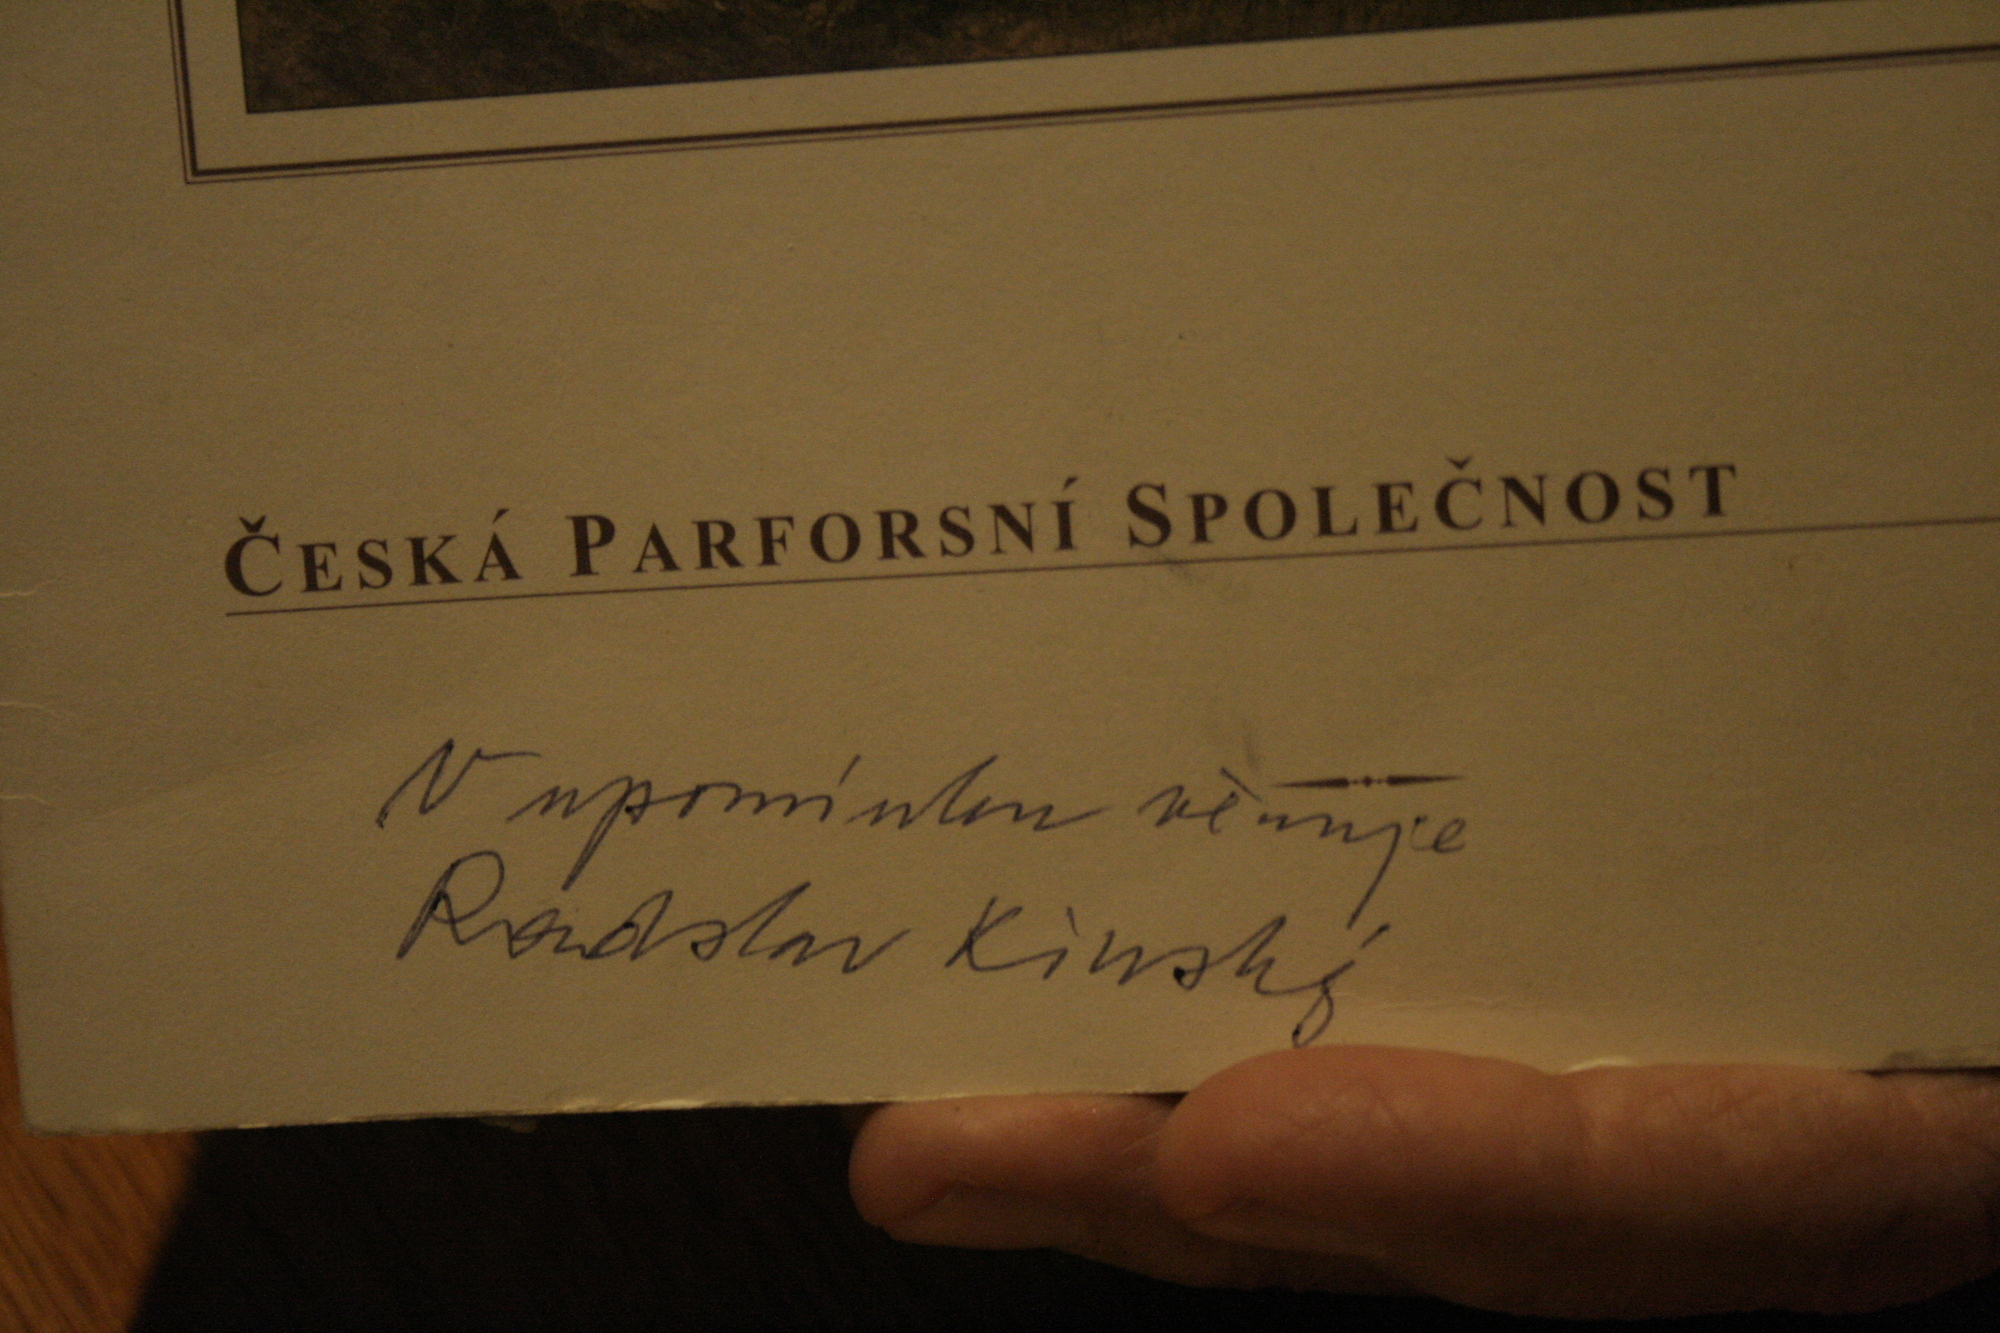 ČESKÁ PARFORSNÍ SPOLEČNOST
V upomínku věnuje
Radslav Kinský